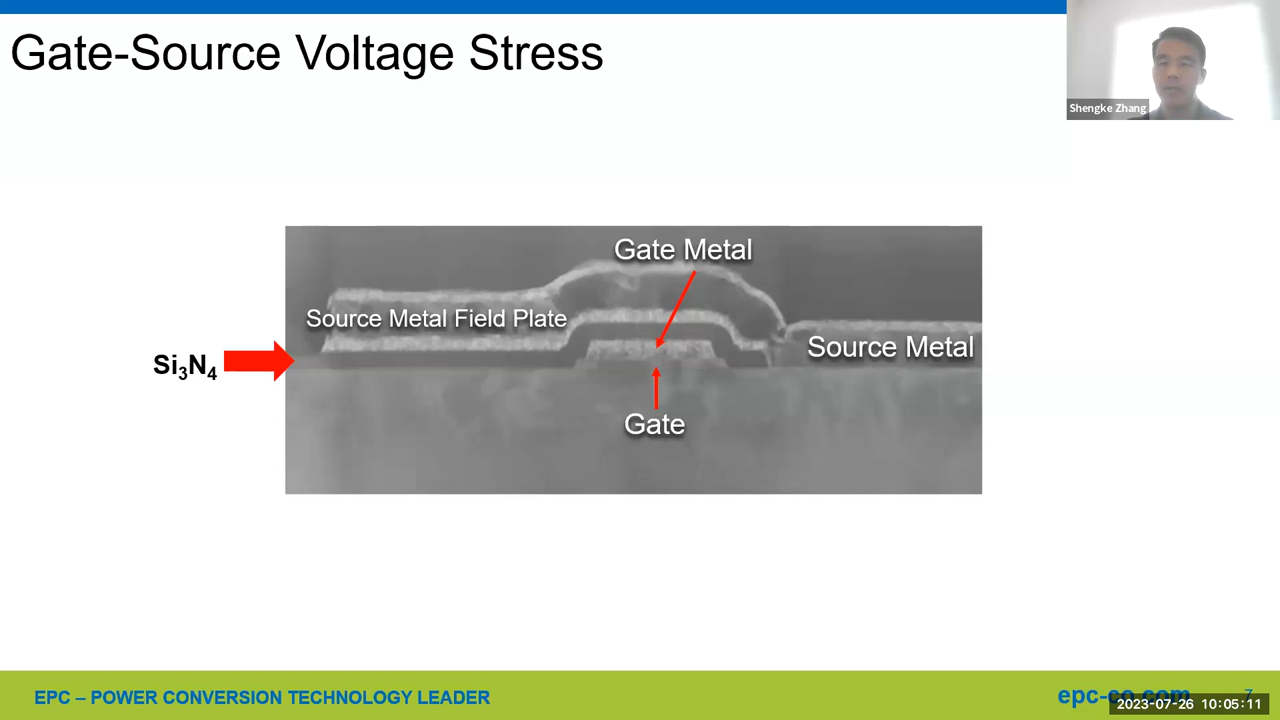 Gate-Source Voltage Stress
Shengke Zhang
Gate Metal
Source Metal Field Plate
Source Metal
Si₃N₄
Gate
EPC – POWER CONVERSION TECHNOLOGY LEADER
epc-co.com
7
2023-07-26 10:05:11